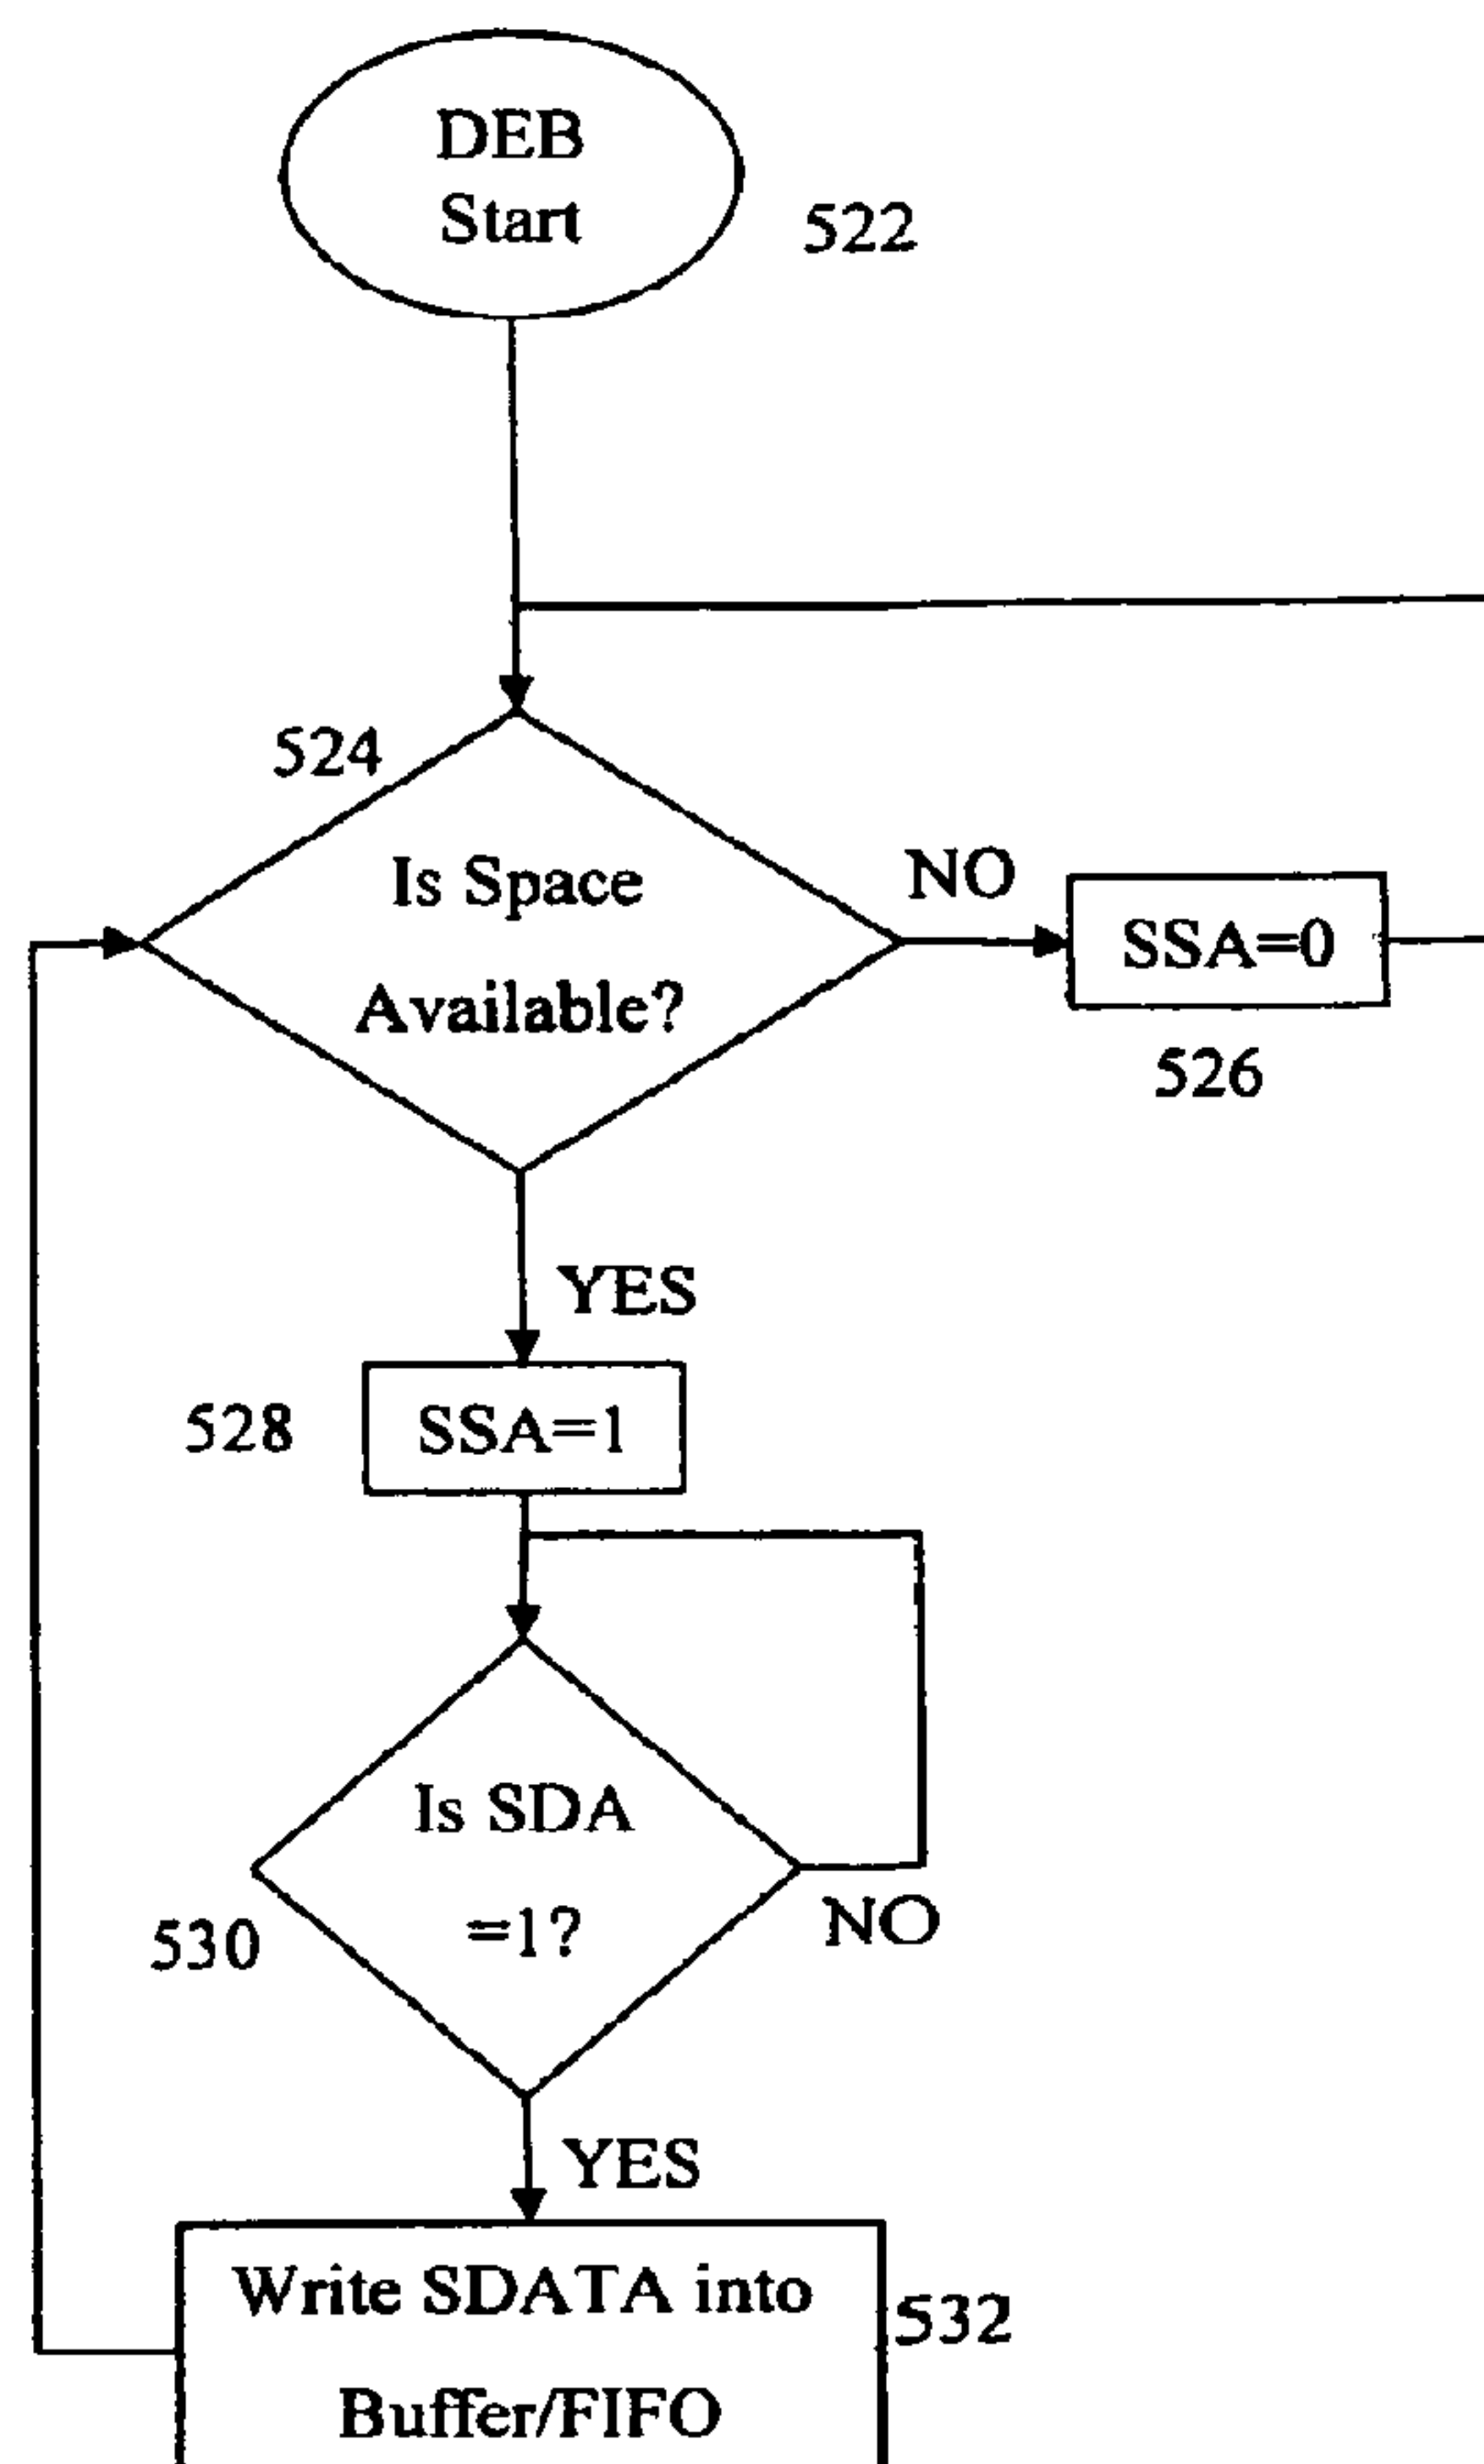 DEB
Start
522
524
Is Space
Available?
NO
SSA=0
526
YES
528
SSA=1
Is SDA
=1?
530
NO
YES
Write SDATA into
Buffer/FIFO
532